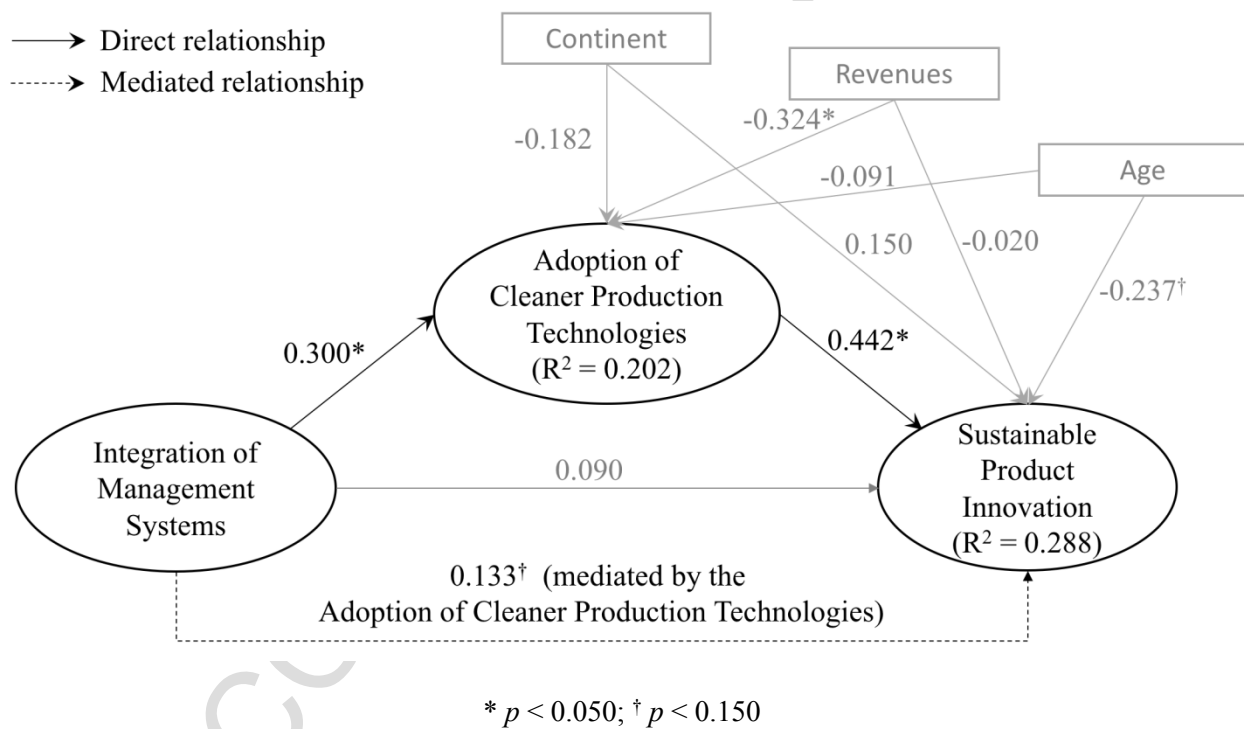 Direct relationship
Mediated relationship
Continent
Revenues
Age
-0.182
-0.324*
-0.091
0.150
-0.020
-0.237†
Adoption of
Cleaner Production
Technologies
(R² = 0.202)
0.300*
0.442*
Integration of
Management
Systems
0.090
Sustainable
Product
Innovation
(R² = 0.288)
0.133† (mediated by the
Adoption of Cleaner Production Technologies)
* p < 0.050; † p < 0.150